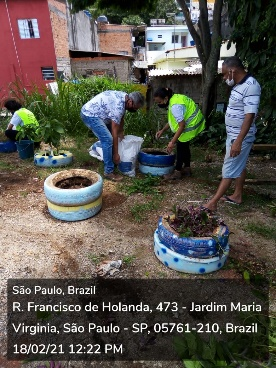 São Paulo, Brazil
R. Francisco de Holanda, 473 - Jardim Maria
Virgínia, São Paulo - SP, 05761-210, Brazil
18/02/21 12:22 PM